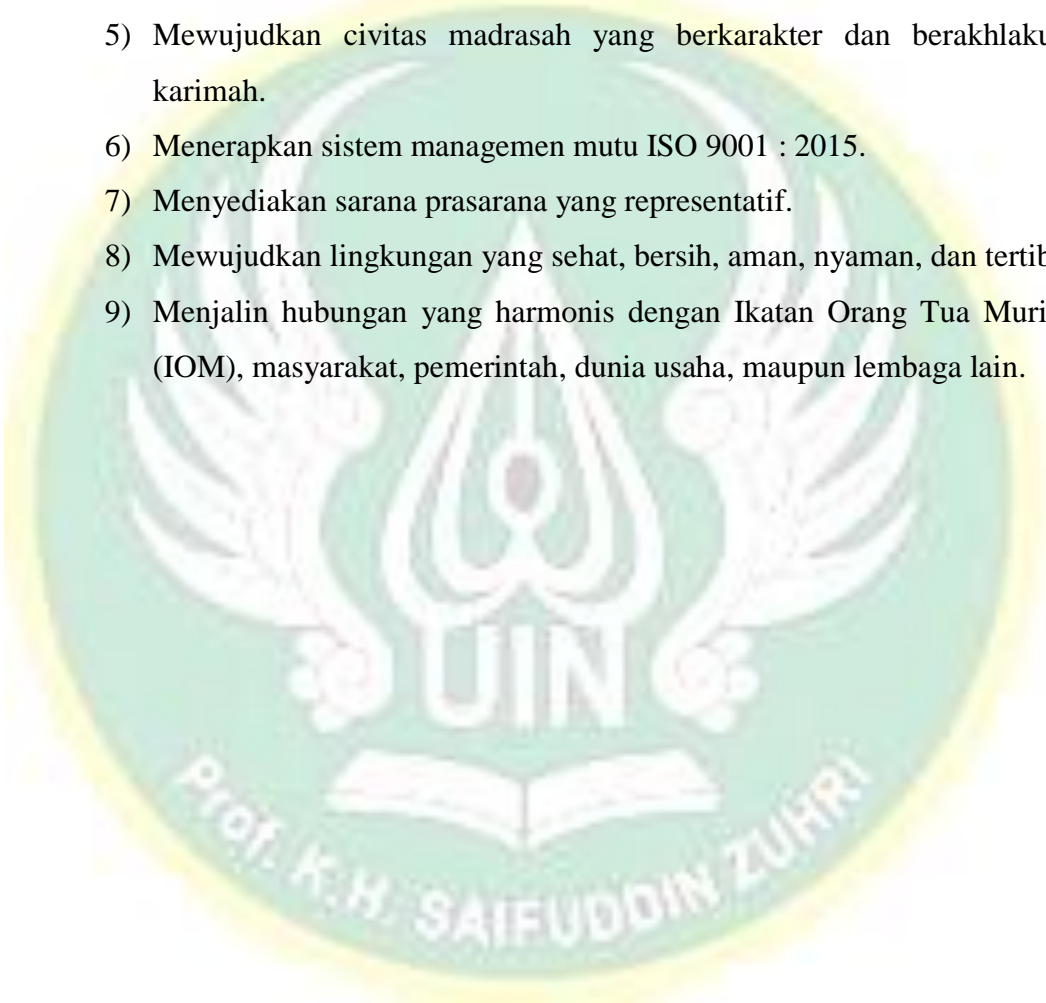 5) Mewujudkan civitas madrasah yang berkarakter dan berakhlaku
karimah.
6) Menerapkan sistem managemen mutu ISO 9001 : 2015.
7) Menyediakan sarana prasarana yang representatif.
8) Mewujudkan lingkungan yang sehat, bersih, aman, nyaman, dan tertib
9) Menjalin hubungan yang harmonis dengan Ikatan Orang Tua Muri
(IOM), masyarakat, pemerintah, dunia usaha, maupun lembaga lain.
UIN
Prof. K.H. SAIFUDDIN ZUHRI